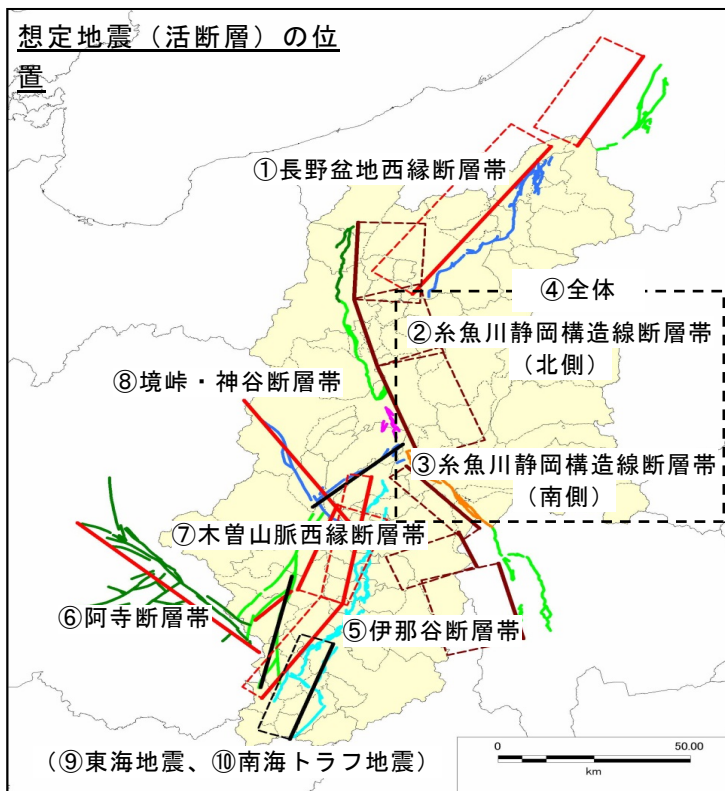 想定地震（活断層）の位
置
①長野盆地西縁断層帯
④全体
②糸魚川静岡構造線断層帯
（北側）
⑧境峠・神谷断層帯
③糸魚川静岡構造線断層帯
（南側）
⑦木曽山脈西縁断層帯
⑥阿寺断層帯
⑤伊那谷断層帯
（⑨東海地震、⑩南海トラフ地震）
0 50.00
km